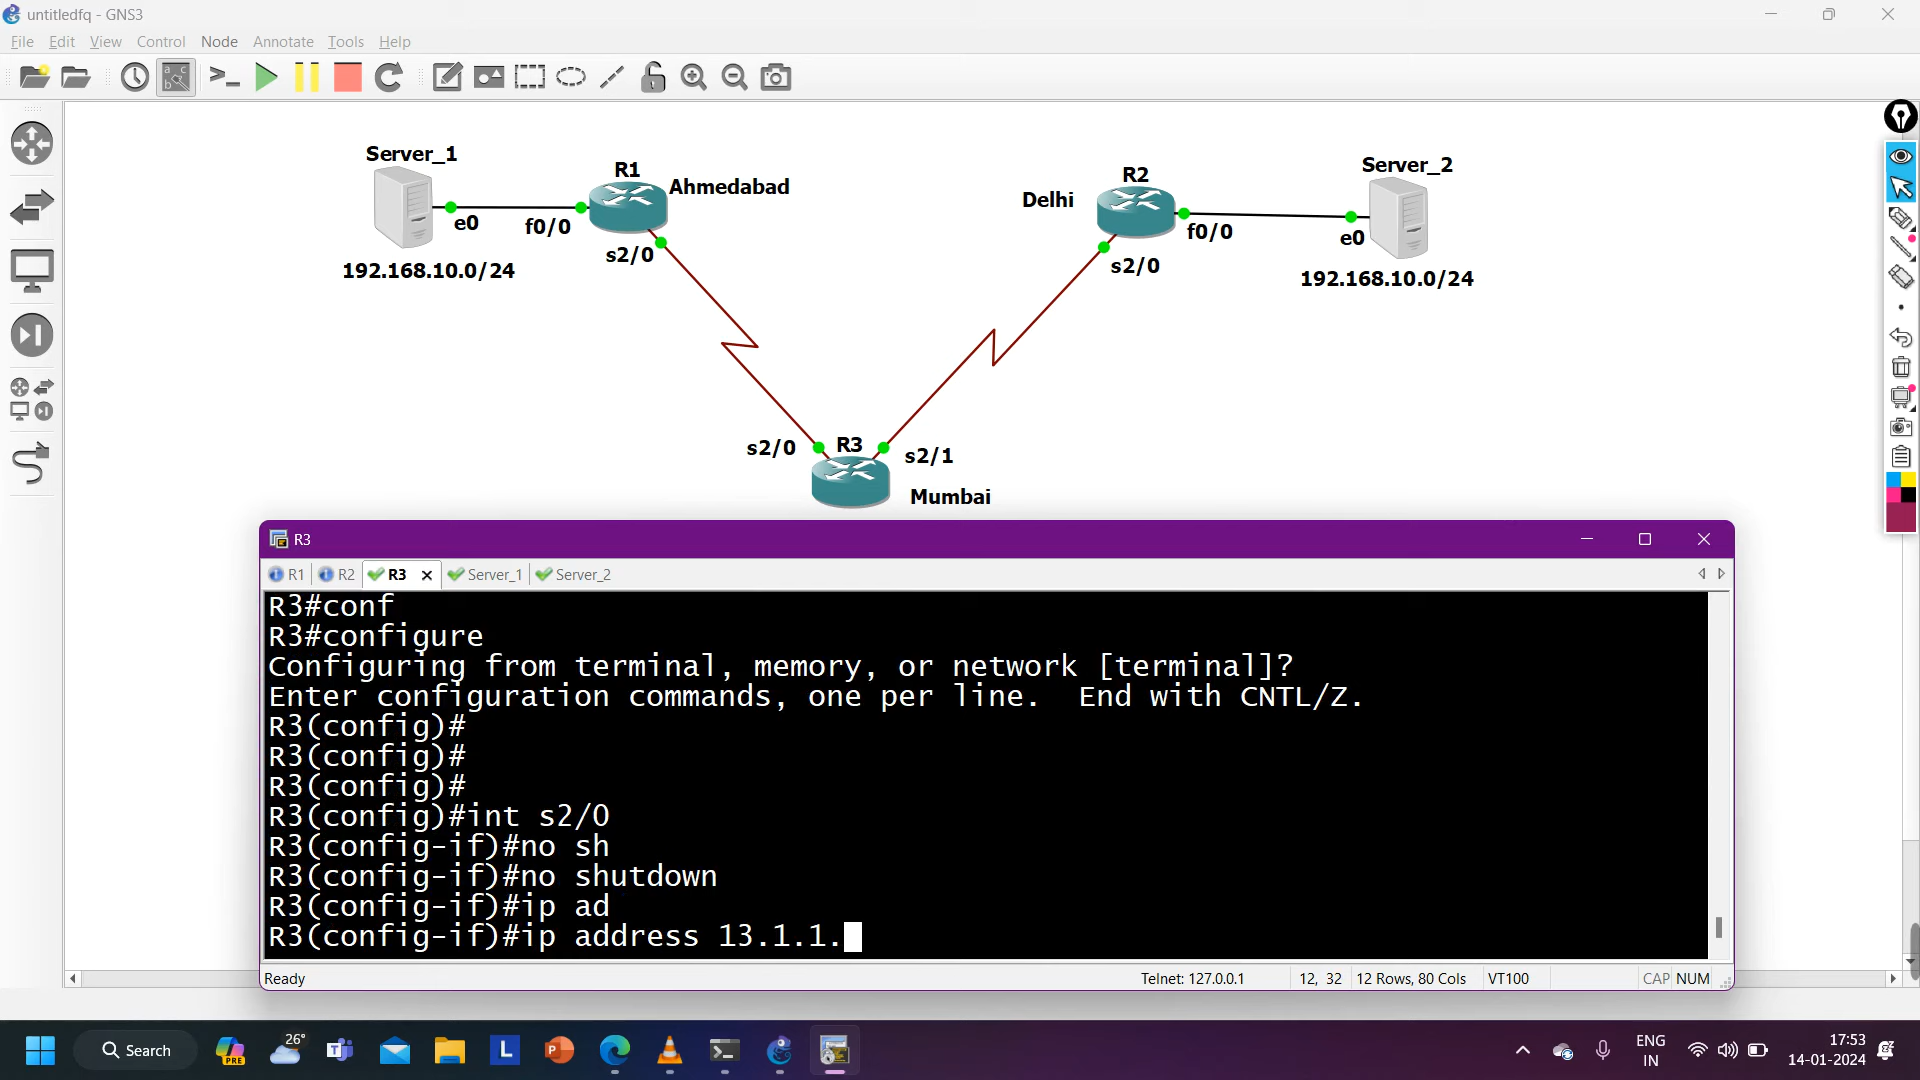 untitledfq - GNS3
File Edit View Control Node Annotate Tools Help
Server_1
R1
Ahmedabad
e0
f0/0
s2/0
192.168.10.0/24
R2
Delhi
Server_2
f0/0
e0
s2/0
192.168.10.0/24
s2/0
R3
s2/1
Mumbai
R3
R1 R2 R3 Server_1 Server_2
R3#conf
R3#configure
Configuring from terminal, memory, or network [terminal]?
Enter configuration commands, one per line.  End with CNTL/Z.
R3(config)#
R3(config)#
R3(config)#
R3(config)#int s2/0
R3(config-if)#no sh
R3(config-if)#no shutdown
R3(config-if)#ip ad
R3(config-if)#ip address 13.1.1.
Ready Telnet: 127.0.0.1 12, 32 12 Rows, 80 Cols VT100 CAP NUM
Search
PRE
26°
L
ENG
IN
17:53
14-01-2024